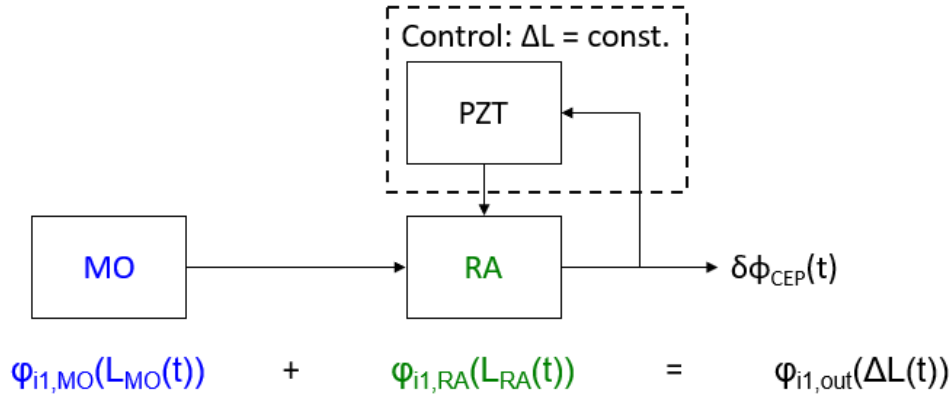 Control: ΔL = const.
PZT
MO
RA
δϕCEP(t)
φi1,MO(LMO(t)) + φi1,RA(LRA(t)) = φi1,out(ΔL(t))